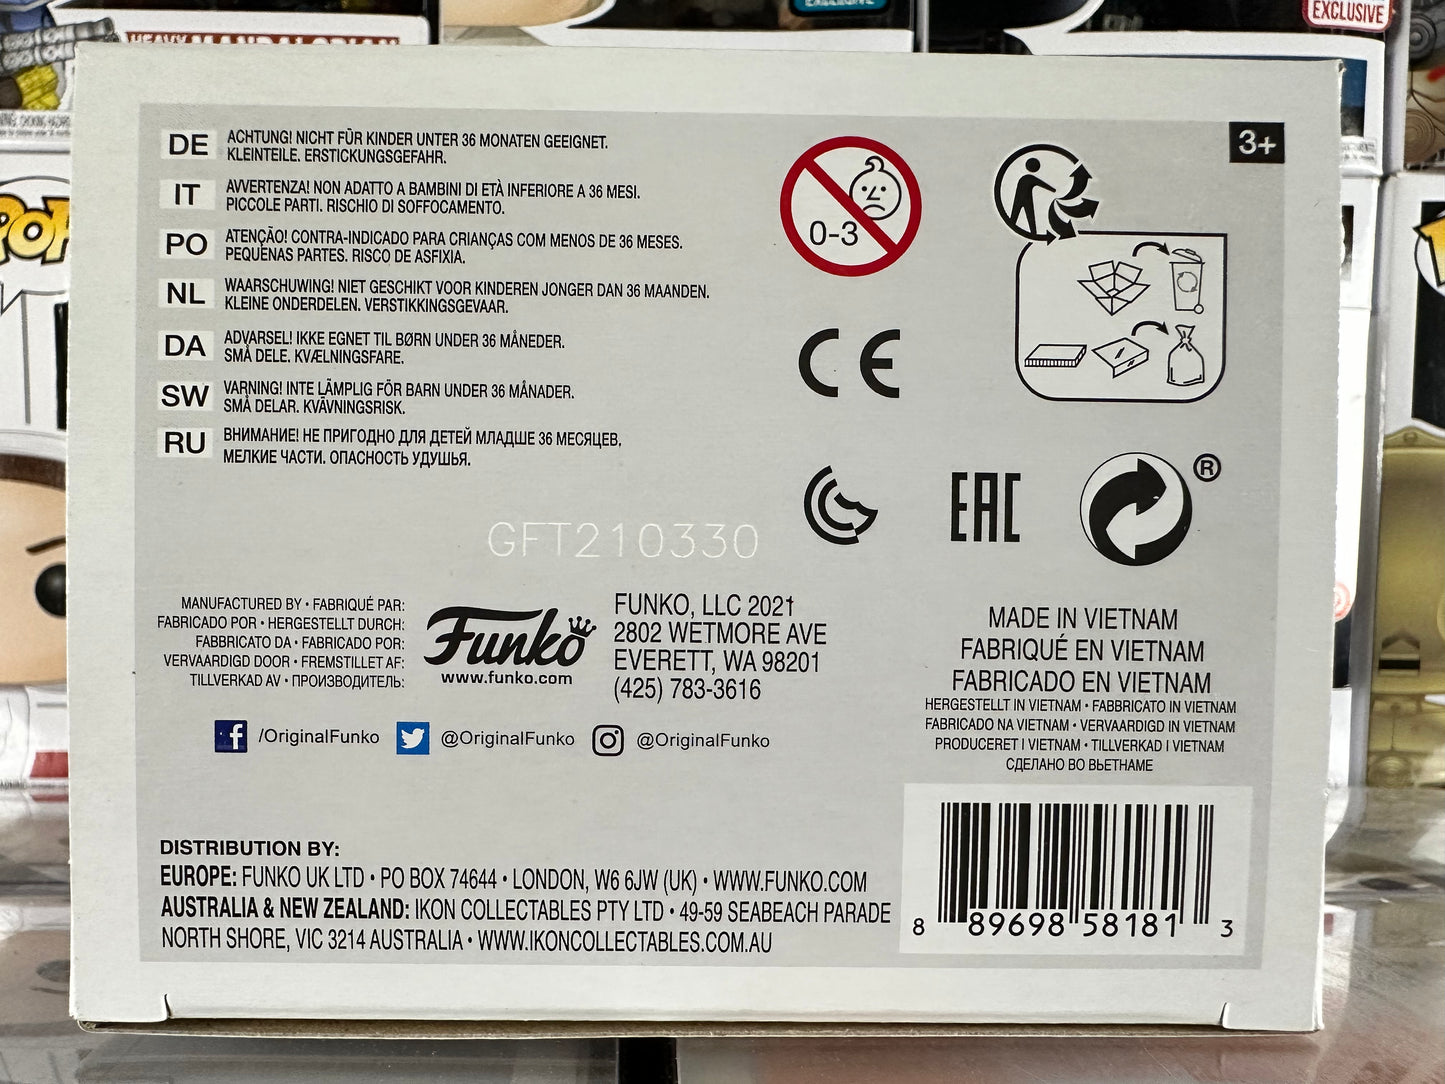 HEAVY MANDALORIAN
EXCLUSIVE
EXCLUSIVE
3+
DE ACHTUNG! NICHT FÜR KINDER UNTER 36 MONATEN GEEIGNET.
KLEINTEILE. ERSTICKUNGSGEFAHR.
IT AVVERTENZA! NON ADATTO A BAMBINI DI ETÀ INFERIORE A 36 MESI.
PICCOLE PARTI. RISCHIO DI SOFFOCAMENTO.
PO ATENÇÃO! CONTRA-INDICADO PARA CRIANÇAS COM MENOS DE 36 MESES.
PEQUENAS PARTES. RISCO DE ASFIXIA.
NL WAARSCHUWING! NIET GESCHIKT VOOR KINDEREN JONGER DAN 36 MAANDEN.
KLEINE ONDERDELEN. VERSTIKKINGSGEVAAR.
DA ADVARSEL! IKKE EGNET TIL BØRN UNDER 36 MÅNEDER.
SMÅ DELE. KVÆLNINGSFARE.
SW VARNING! INTE LÄMPLIG FÖR BARN UNDER 36 MÅNADER.
SMÅ DELAR. KVÄVNINGSRISK.
RU ВНИМАНИЕ! НЕ ПРИГОДНО ДЛЯ ДЕТЕЙ МЛАДШЕ 36 МЕСЯЦЕВ.
МЕЛКИЕ ЧАСТИ. ОПАСНОСТЬ УДУШЬЯ.
0-3
CE
EAC
®
GFT210330
MANUFACTURED BY • FABRIQUÉ PAR:
FABRICADO POR • HERGESTELLT DURCH:
FABBRICATO DA • FABRICADO POR:
VERVAARDIGD DOOR • FREMSTILLET AF:
TILLVERKAD AV • ПРОИЗВОДИТЕЛЬ:
Funko
www.funko.com
FUNKO, LLC 2021
2802 WETMORE AVE
EVERETT, WA 98201
(425) 783-3616
/OriginalFunko @OriginalFunko @OriginalFunko
MADE IN VIETNAM
FABRIQUÉ EN VIETNAM
FABRICADO EN VIETNAM
HERGESTELLT IN VIETNAM • FABBRICATO IN VIETNAM
FABRICADO NA VIETNAM • VERVAARDIGD IN VIETNAM
PRODUCERET I VIETNAM • TILLVERKAD I VIETNAM
СДЕЛАНО ВО ВЬЕТНАМЕ
DISTRIBUTION BY:
EUROPE: FUNKO UK LTD • PO BOX 74644 • LONDON, W6 6JW (UK) • WWW.FUNKO.COM
AUSTRALIA & NEW ZEALAND: IKON COLLECTABLES PTY LTD • 49-59 SEABEACH PARADE
NORTH SHORE, VIC 3214 AUSTRALIA • WWW.IKONCOLLECTABLES.COM.AU
8 89698 58181 3
POP